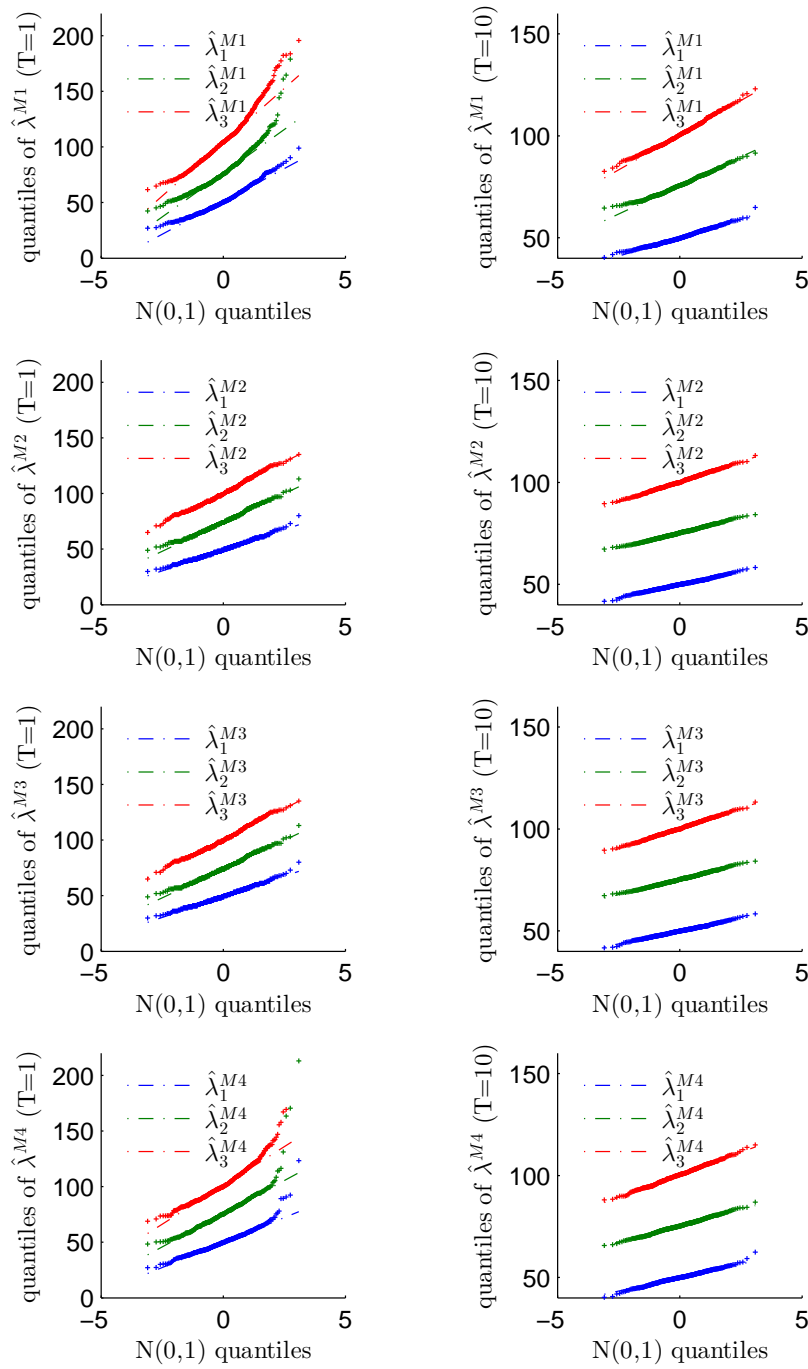 quantiles of λ̂^{M1} (T=1)
200
150
100
50
0
λ̂_1^{M1}
λ̂_2^{M1}
λ̂_3^{M1}
−5 0 5
N(0,1) quantiles
quantiles of λ̂^{M1} (T=10)
150
100
50
λ̂_1^{M1}
λ̂_2^{M1}
λ̂_3^{M1}
−5 0 5
N(0,1) quantiles
quantiles of λ̂^{M2} (T=1)
200
150
100
50
0
λ̂_1^{M2}
λ̂_2^{M2}
λ̂_3^{M2}
−5 0 5
N(0,1) quantiles
quantiles of λ̂^{M2} (T=10)
150
100
50
λ̂_1^{M2}
λ̂_2^{M2}
λ̂_3^{M2}
−5 0 5
N(0,1) quantiles
quantiles of λ̂^{M3} (T=1)
200
150
100
50
0
λ̂_1^{M3}
λ̂_2^{M3}
λ̂_3^{M3}
−5 0 5
N(0,1) quantiles
quantiles of λ̂^{M3} (T=10)
150
100
50
λ̂_1^{M3}
λ̂_2^{M3}
λ̂_3^{M3}
−5 0 5
N(0,1) quantiles
quantiles of λ̂^{M4} (T=1)
200
150
100
50
0
λ̂_1^{M4}
λ̂_2^{M4}
λ̂_3^{M4}
−5 0 5
N(0,1) quantiles
quantiles of λ̂^{M4} (T=10)
150
100
50
λ̂_1^{M4}
λ̂_2^{M4}
λ̂_3^{M4}
−5 0 5
N(0,1) quantiles